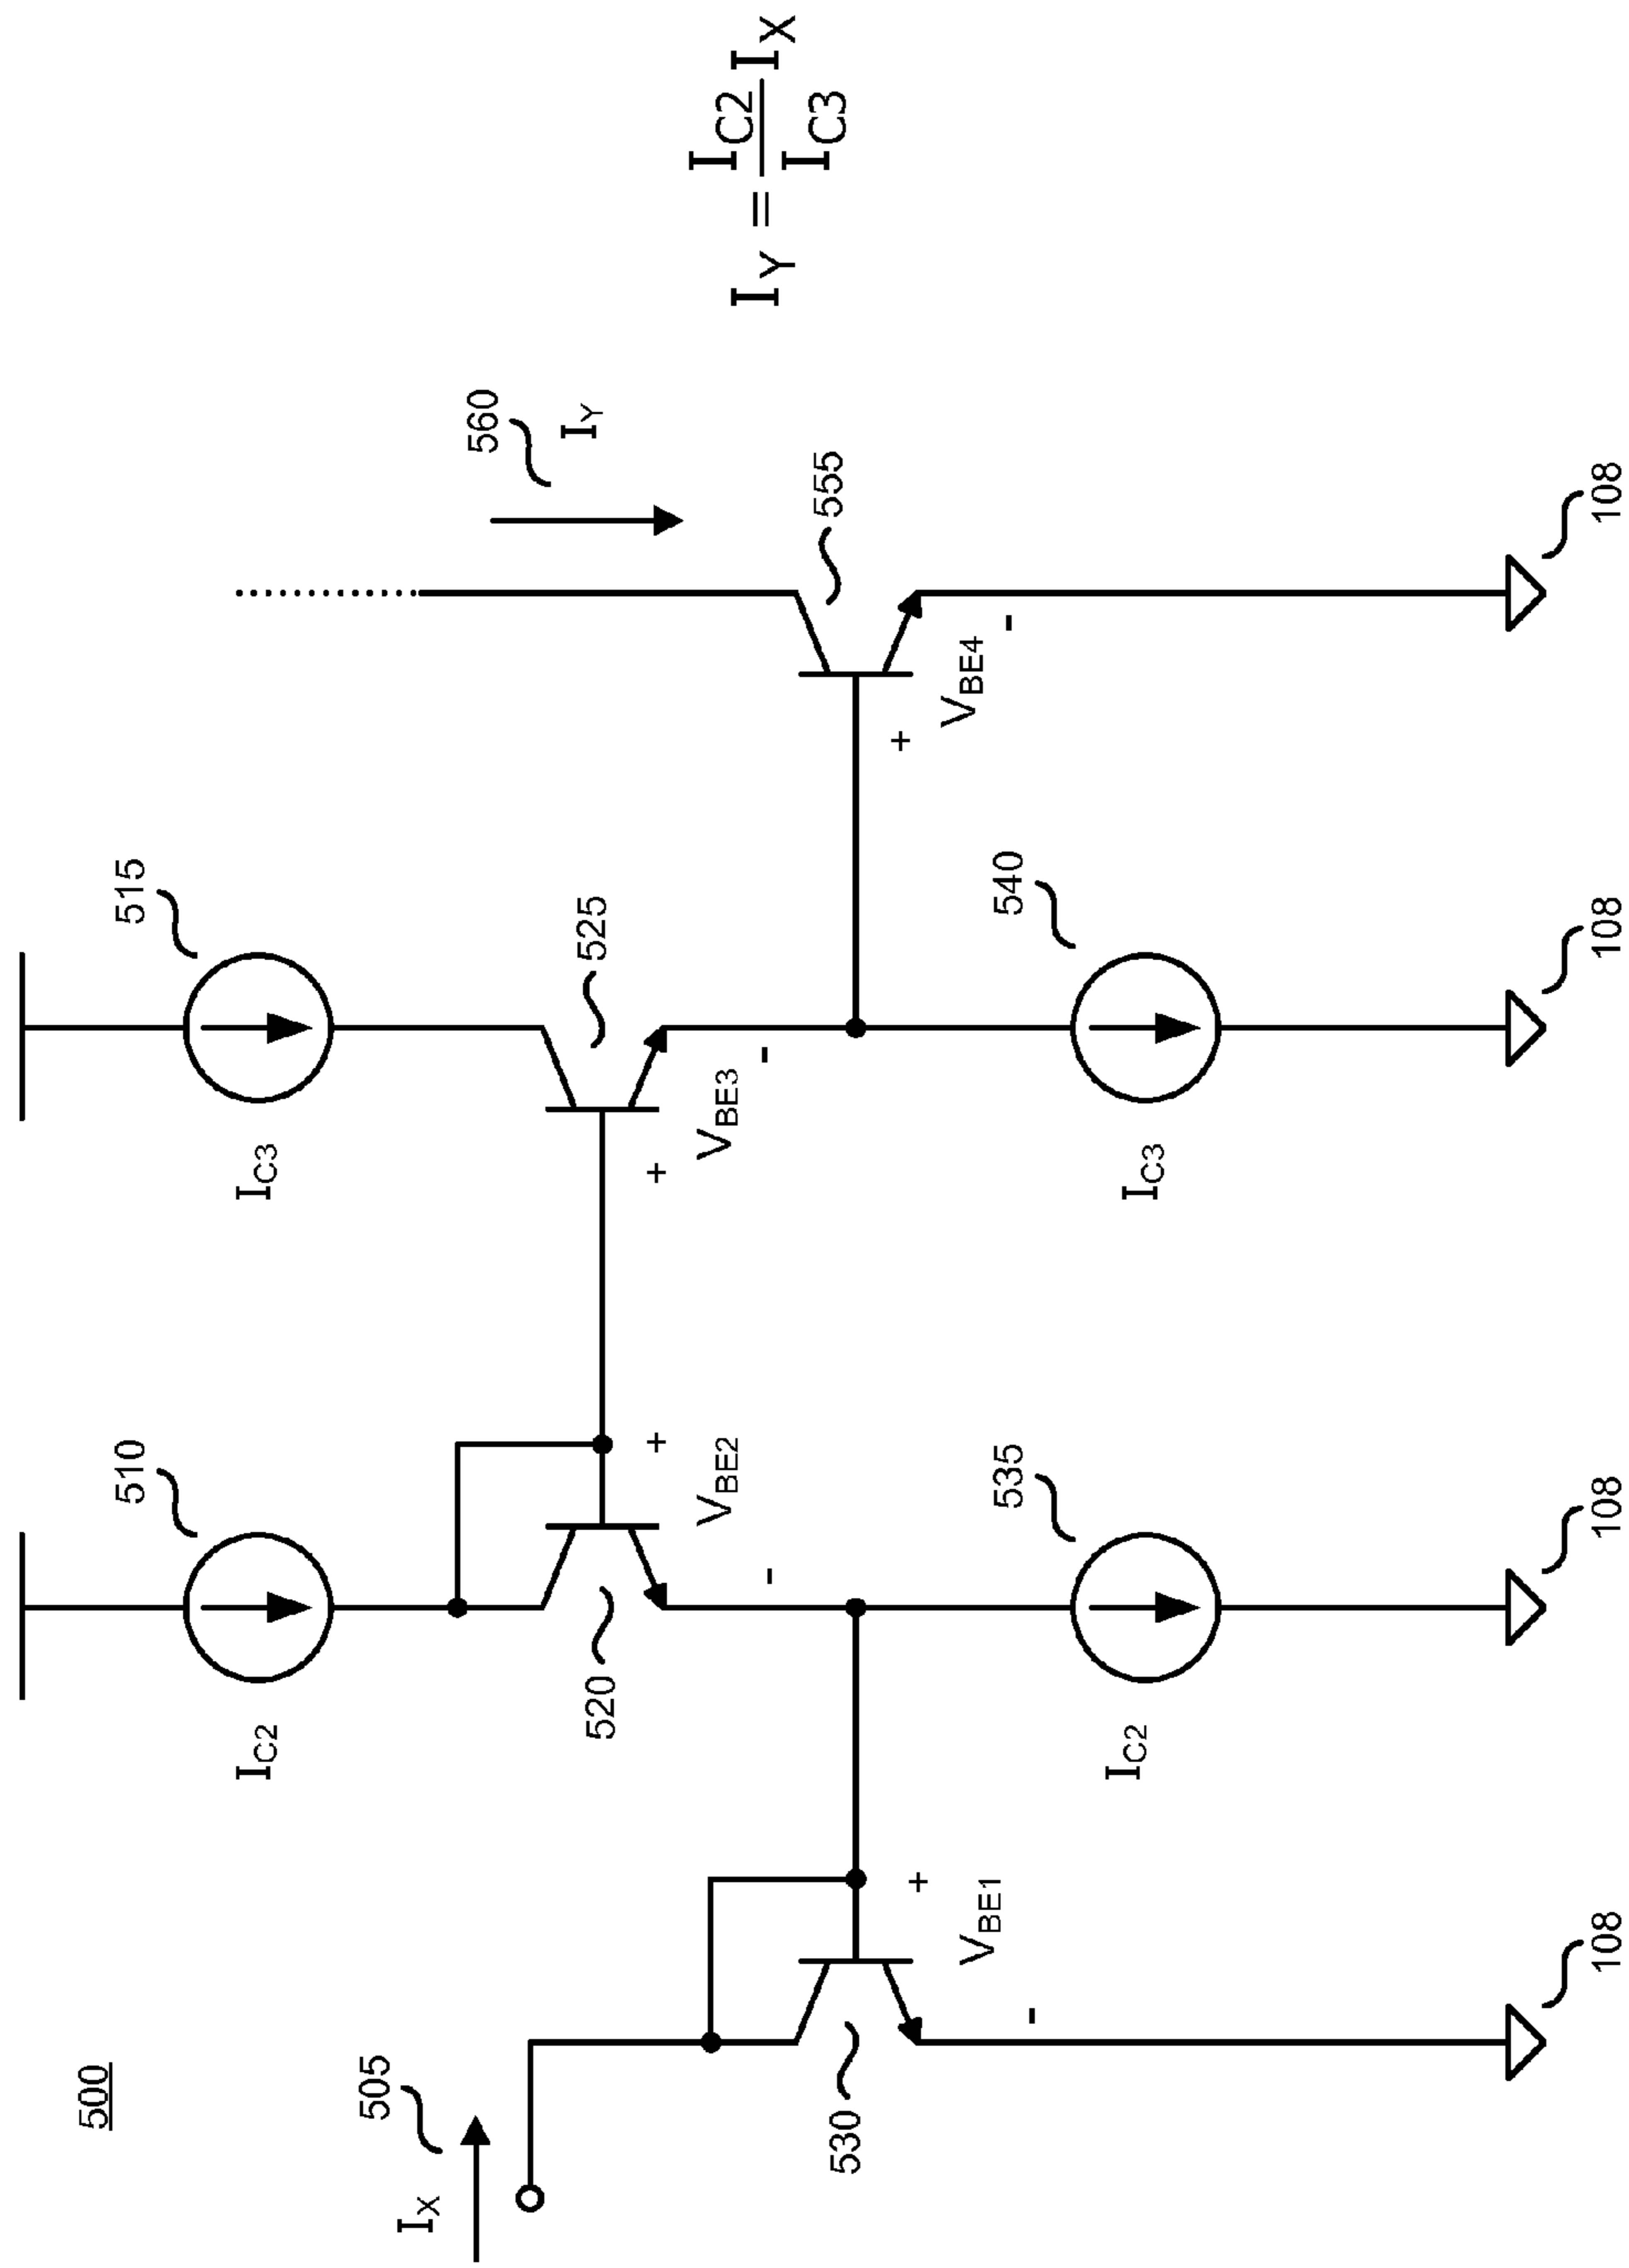 500
510
515
I_C2
I_C3
505
I_X
560
I_Y
520
525
+
+
V_BE2
V_BE3
-
-
530
555
+
+
V_BE1
V_BE4
-
-
535
540
I_C2
I_C3
108
108
108
108
I_Y = I_C2/I_C3 I_X